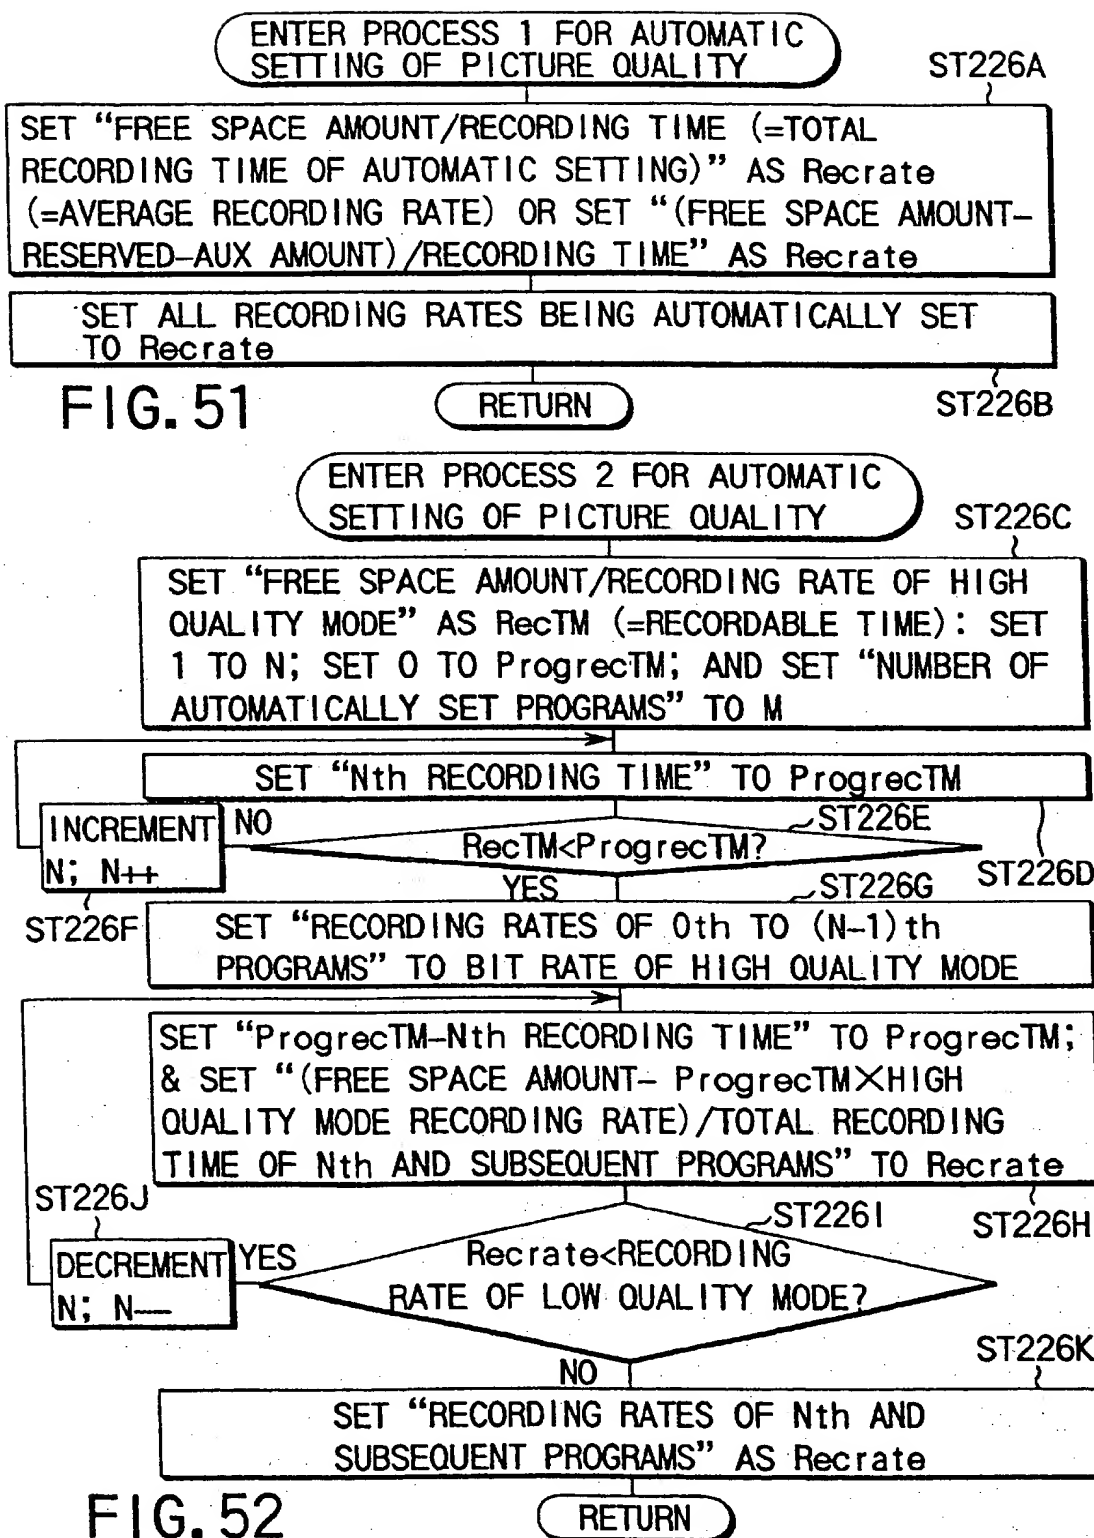 ENTER PROCESS 1 FOR AUTOMATIC
SETTING OF PICTURE QUALITY
ST226A
SET “FREE SPACE AMOUNT/RECORDING TIME (=TOTAL
RECORDING TIME OF AUTOMATIC SETTING)” AS Recrate
(=AVERAGE RECORDING RATE) OR SET “(FREE SPACE AMOUNT–
RESERVED–AUX AMOUNT)/RECORDING TIME” AS Recrate
SET ALL RECORDING RATES BEING AUTOMATICALLY SET
TO Recrate
ST226B
RETURN
FIG. 51
ENTER PROCESS 2 FOR AUTOMATIC
SETTING OF PICTURE QUALITY
ST226C
SET “FREE SPACE AMOUNT/RECORDING RATE OF HIGH
QUALITY MODE” AS RecTM (=RECORDABLE TIME): SET
1 TO N; SET 0 TO ProgrecTM; AND SET “NUMBER OF
AUTOMATICALLY SET PROGRAMS” TO M
SET “Nth RECORDING TIME” TO ProgrecTM
ST226D
ST226E
RecTM<ProgrecTM?
NO
INCREMENT
N; N++
ST226F
YES
ST226G
SET “RECORDING RATES OF 0th TO (N–1)th
PROGRAMS” TO BIT RATE OF HIGH QUALITY MODE
SET “ProgrecTM–Nth RECORDING TIME” TO ProgrecTM;
& SET “(FREE SPACE AMOUNT– ProgrecTM×HIGH
QUALITY MODE RECORDING RATE)/TOTAL RECORDING
TIME OF Nth AND SUBSEQUENT PROGRAMS” TO Recrate
ST226H
ST226I
Recrate<RECORDING
RATE OF LOW QUALITY MODE?
YES
ST226J
DECREMENT
N; N––
NO
ST226K
SET “RECORDING RATES OF Nth AND
SUBSEQUENT PROGRAMS” AS Recrate
RETURN
FIG. 52